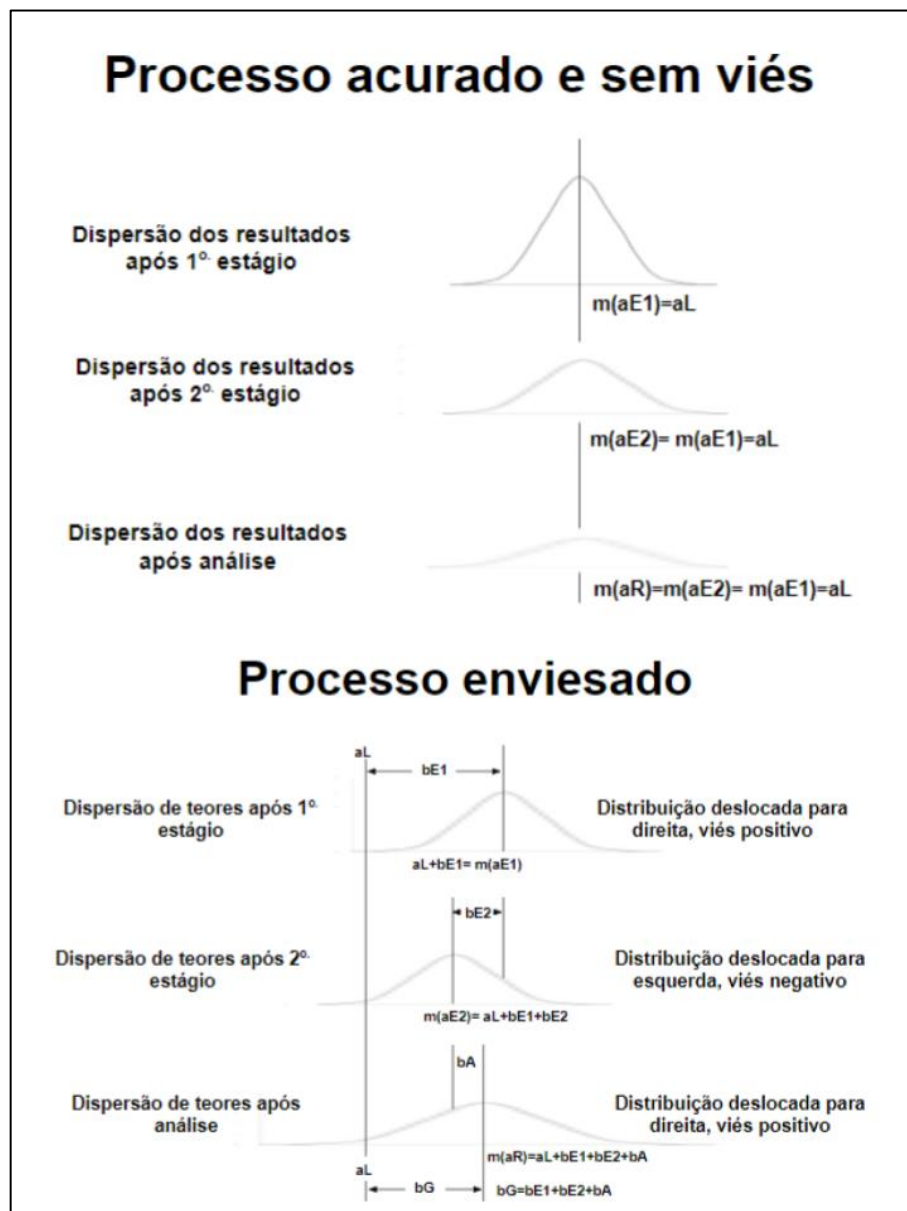 Processo acurado e sem viés
Dispersão dos resultados
após 1º. estágio
m(aE1)=aL
Dispersão dos resultados
após 2º. estágio
m(aE2)= m(aE1)=aL
Dispersão dos resultados
após análise
m(aR)=m(aE2)= m(aE1)=aL
Processo enviesado
aL
bE1
Dispersão de teores após 1º.
estágio
Distribuição deslocada para
direita, viés positivo
aL+bE1= m(aE1)
bE2
Dispersão de teores após 2º.
estágio
Distribuição deslocada para
esquerda, viés negativo
m(aE2)= aL+bE1+bE2
bA
Dispersão de teores após
análise
Distribuição deslocada para
direita, viés positivo
m(aR)=aL+bE1+bE2+bA
aL
bG
bG=bE1+bE2+bA